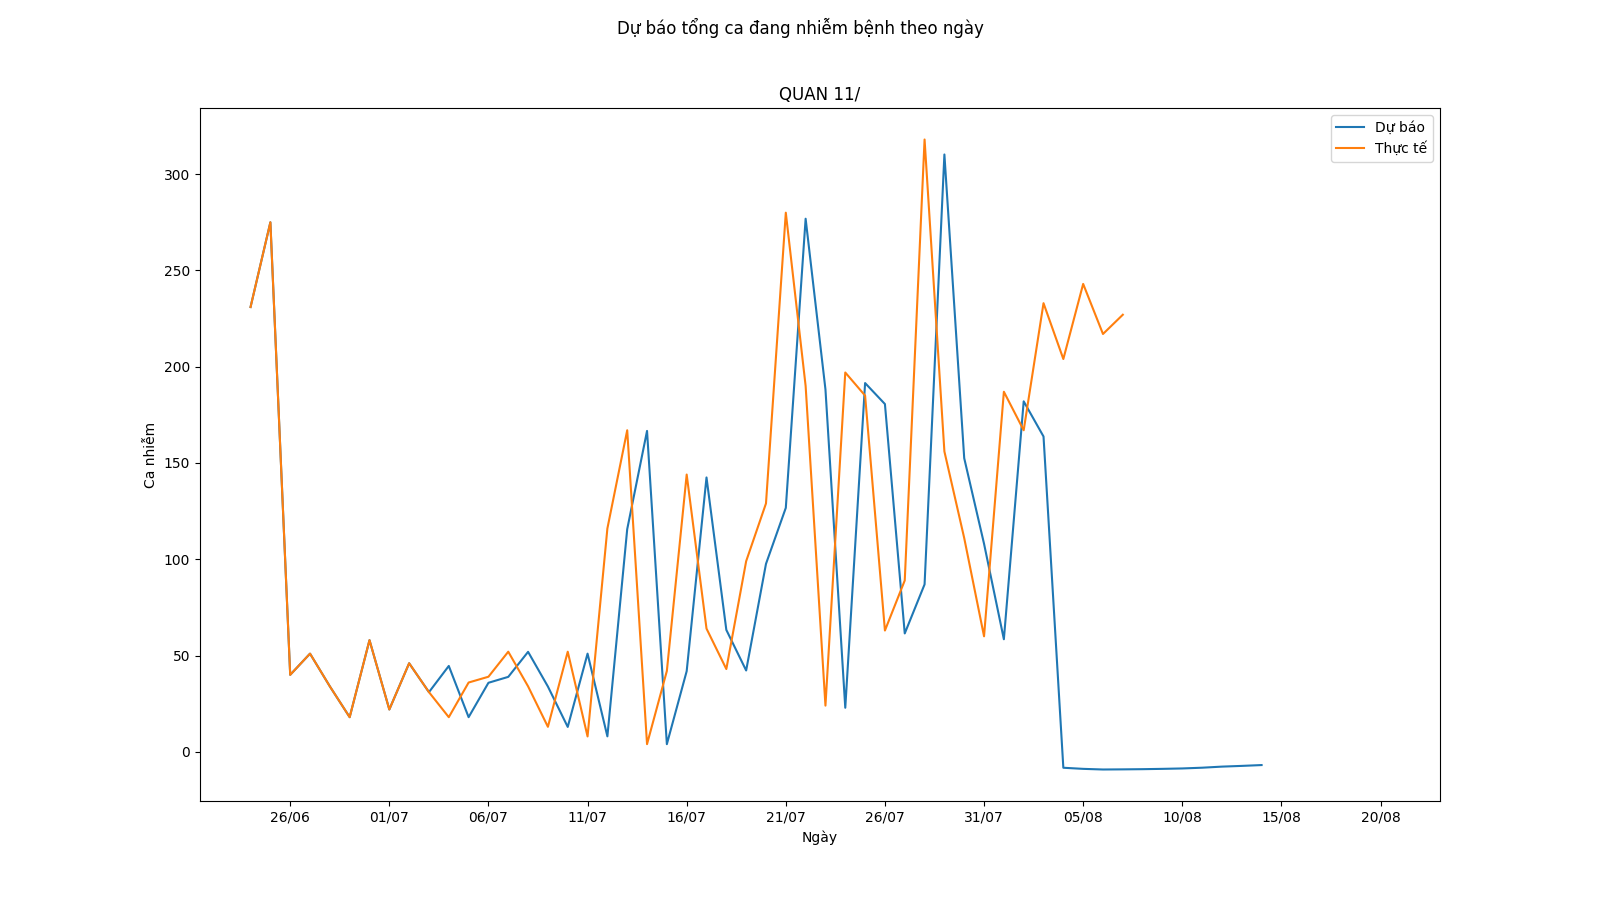 Dự báo tổng ca đang nhiễm bệnh theo ngày
QUAN 11/
Dự báo
Thực tế
300
250
200
150
100
50
0
Ca nhiễm
26/06 01/07 06/07 11/07 16/07 21/07 26/07 31/07 05/08 10/08 15/08 20/08
Ngày